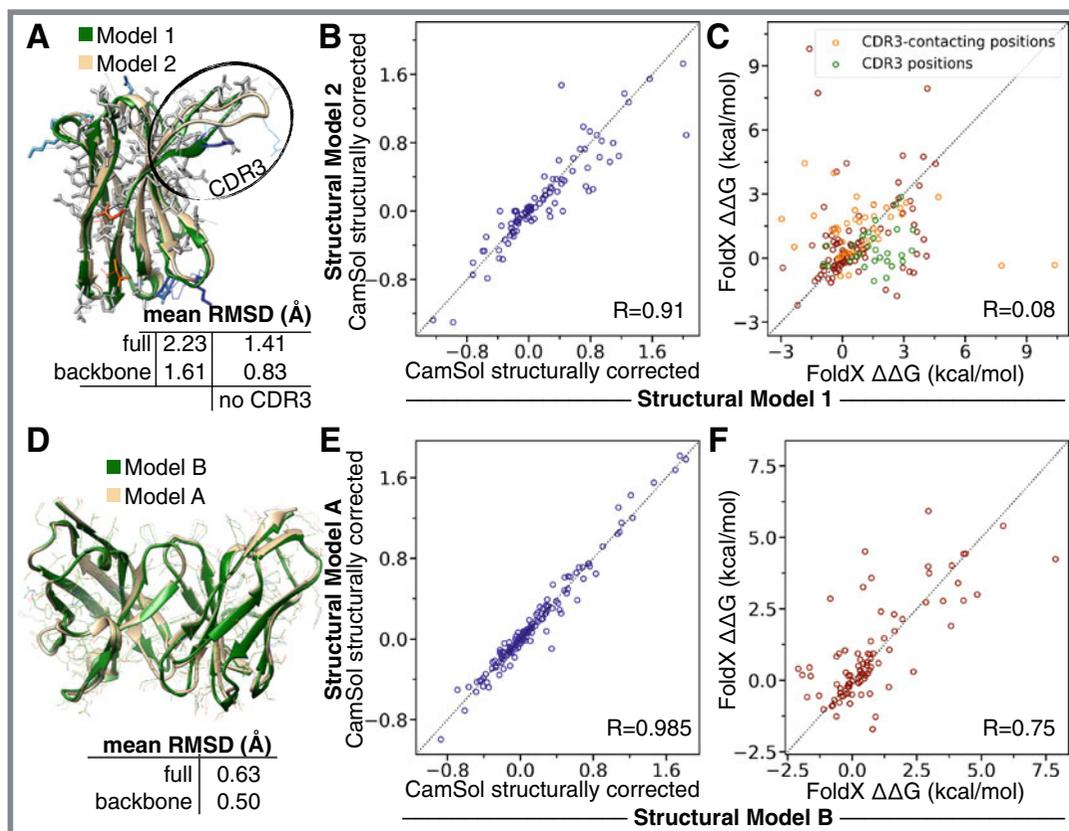 A
Model 1
Model 2
CDR3
mean RMSD (Å)
full 2.23 1.41
backbone 1.61 0.83
no CDR3
B
Structural Model 2
CamSol structurally corrected
1.6
0.8
0.0
−0.8
−0.8 0.0 0.8 1.6
R=0.91
CamSol structurally corrected
C
CDR3-contacting positions
CDR3 positions
FoldX ΔΔG (kcal/mol)
9
6
3
0
−3
−3 0 3 6 9
R=0.08
FoldX ΔΔG (kcal/mol)
Structural Model 1
D
Model B
Model A
mean RMSD (Å)
full 0.63
backbone 0.50
E
Structural Model A
CamSol structurally corrected
1.6
0.8
0.0
−0.8
−0.8 0.0 0.8 1.6
R=0.985
CamSol structurally corrected
F
FoldX ΔΔG (kcal/mol)
7.5
5.0
2.5
0.0
−2.5
−2.5 0.0 2.5 5.0 7.5
R=0.75
FoldX ΔΔG (kcal/mol)
Structural Model B